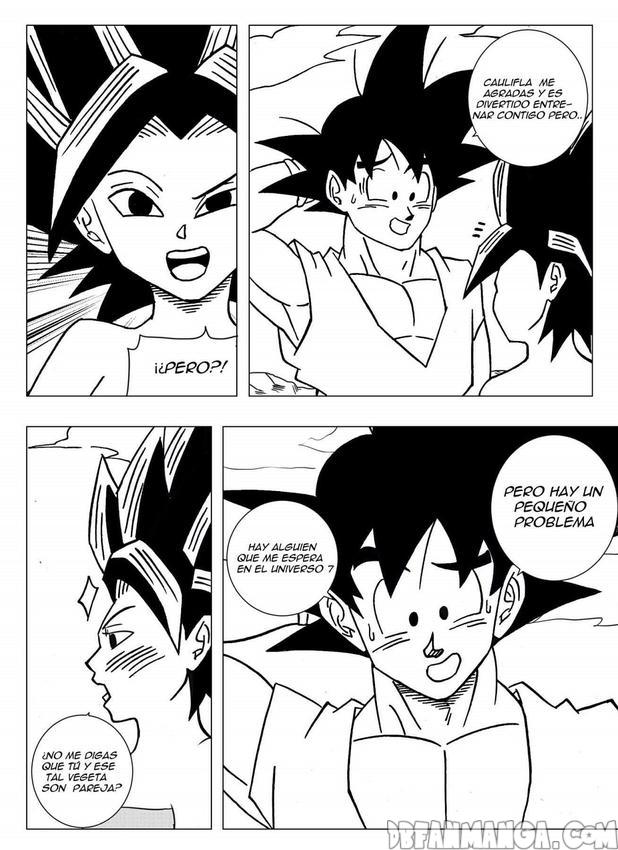 CAULIFLA ME
AGRADAS Y ES
DIVERTIDO ENTRE-
NAR CONTIGO PERO..
¡¿PERO?!
PERO HAY UN
PEQUEÑO
PROBLEMA
HAY ALGUIEN
QUE ME ESPERA
EN EL UNIVERSO 7
¿NO ME DIGAS
QUE TÚ Y ESE
TAL VEGETA
SON PAREJA?
DBFANMANGA.COM